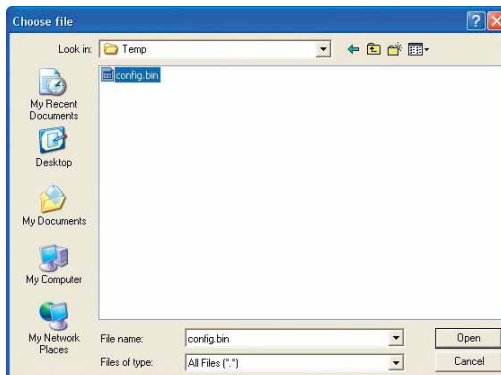 Choose file
Look in: Temp
config.bin
My Recent
Documents
Desktop
My Documents
My Computer
My Network
Places
File name: config.bin Open
Files of type: All Files (*.*) Cancel